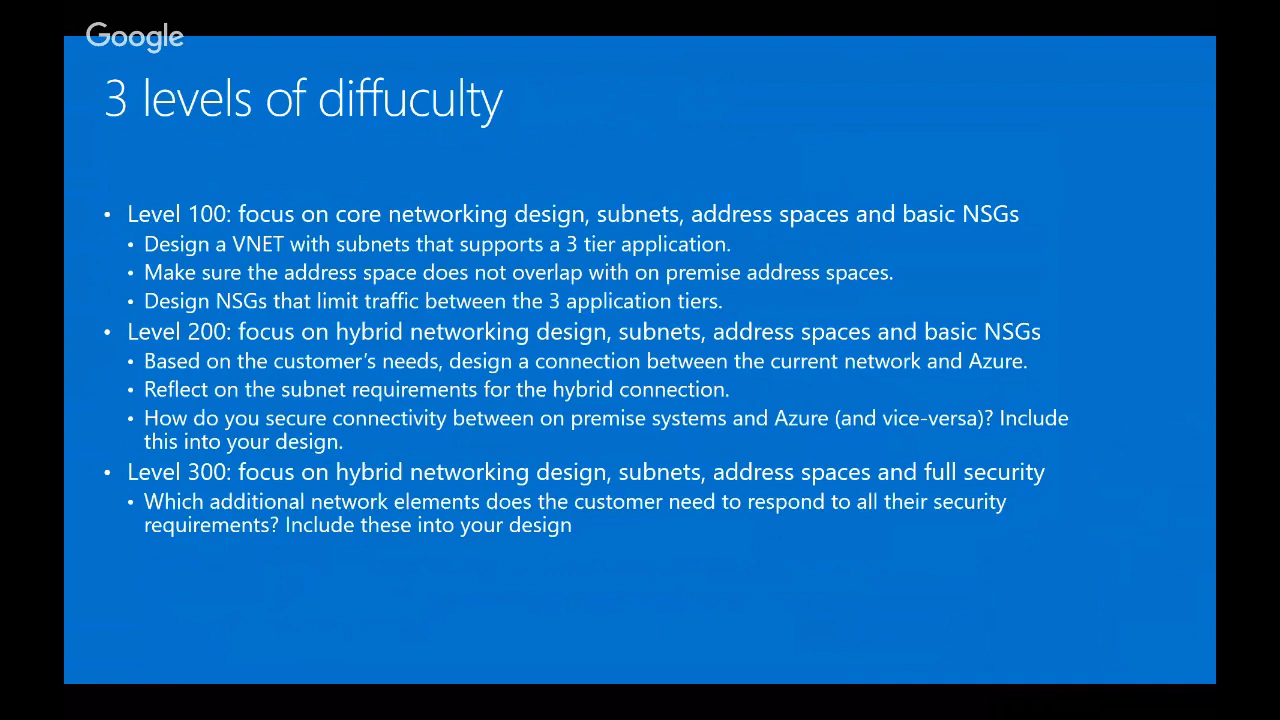 Google
3 levels of diffuculty
• Level 100: focus on core networking design, subnets, address spaces and basic NSGs
• Design a VNET with subnets that supports a 3 tier application.
• Make sure the address space does not overlap with on premise address spaces.
• Design NSGs that limit traffic between the 3 application tiers.
• Level 200: focus on hybrid networking design, subnets, address spaces and basic NSGs
• Based on the customer's needs, design a connection between the current network and Azure.
• Reflect on the subnet requirements for the hybrid connection.
• How do you secure connectivity between on premise systems and Azure (and vice-versa)? Include
this into your design.
• Level 300: focus on hybrid networking design, subnets, address spaces and full security
• Which additional network elements does the customer need to respond to all their security
requirements? Include these into your design